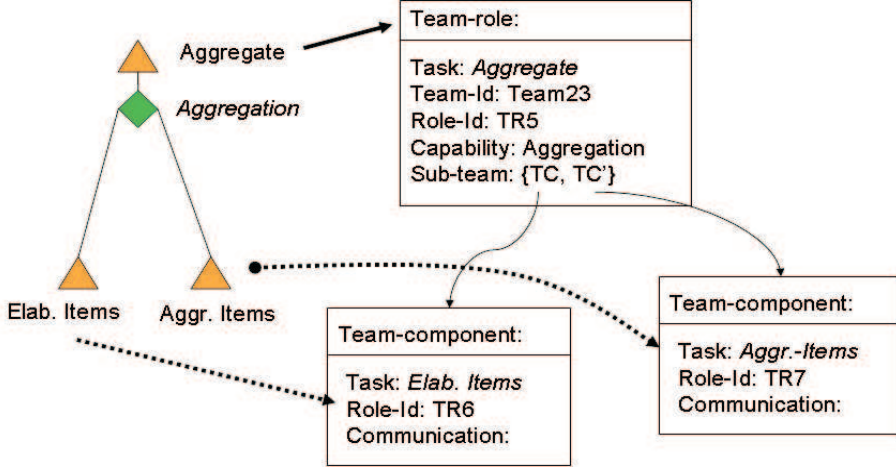 Aggregate
Aggregation
Elab. Items
Aggr. Items
Team-role:
Task: Aggregate
Team-Id: Team23
Role-Id: TR5
Capability: Aggregation
Sub-team: {TC, TC'}
Team-component:
Task: Elab. Items
Role-Id: TR6
Communication:
Team-component:
Task: Aggr.-Items
Role-Id: TR7
Communication: